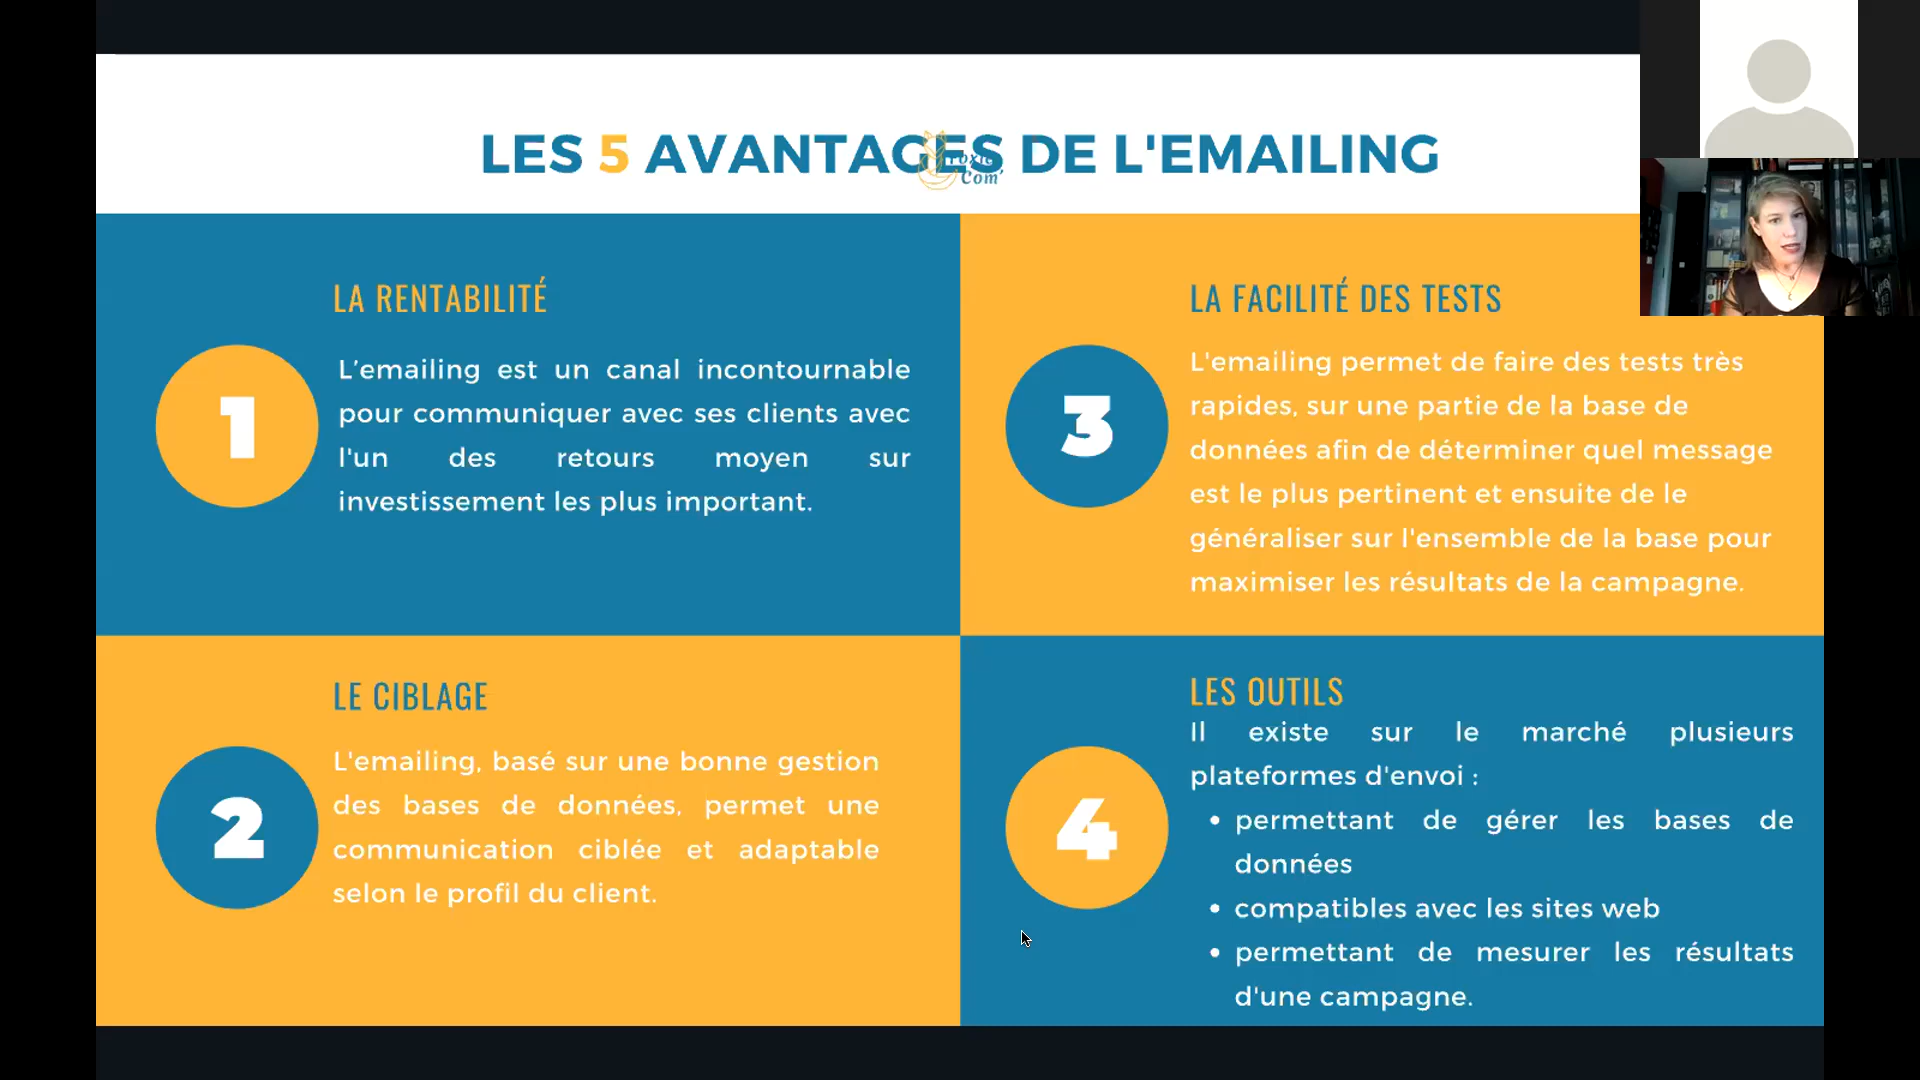 LES 5 AVANTAGES DE L'EMAILING
Com'
LA RENTABILITÉ
1
L’emailing est un canal incontournable
pour communiquer avec ses clients avec
l'un des retours moyen sur
investissement les plus important.
LE CIBLAGE
2
L'emailing, basé sur une bonne gestion
des bases de données, permet une
communication ciblée et adaptable
selon le profil du client.
LA FACILITÉ DES TESTS
3
L'emailing permet de faire des tests très
rapides, sur une partie de la base de
données afin de déterminer quel message
est le plus pertinent et ensuite de le
généraliser sur l'ensemble de la base pour
maximiser les résultats de la campagne.
LES OUTILS
4
Il existe sur le marché plusieurs
plateformes d'envoi :
• permettant de gérer les bases de
données
• compatibles avec les sites web
• permettant de mesurer les résultats
d'une campagne.